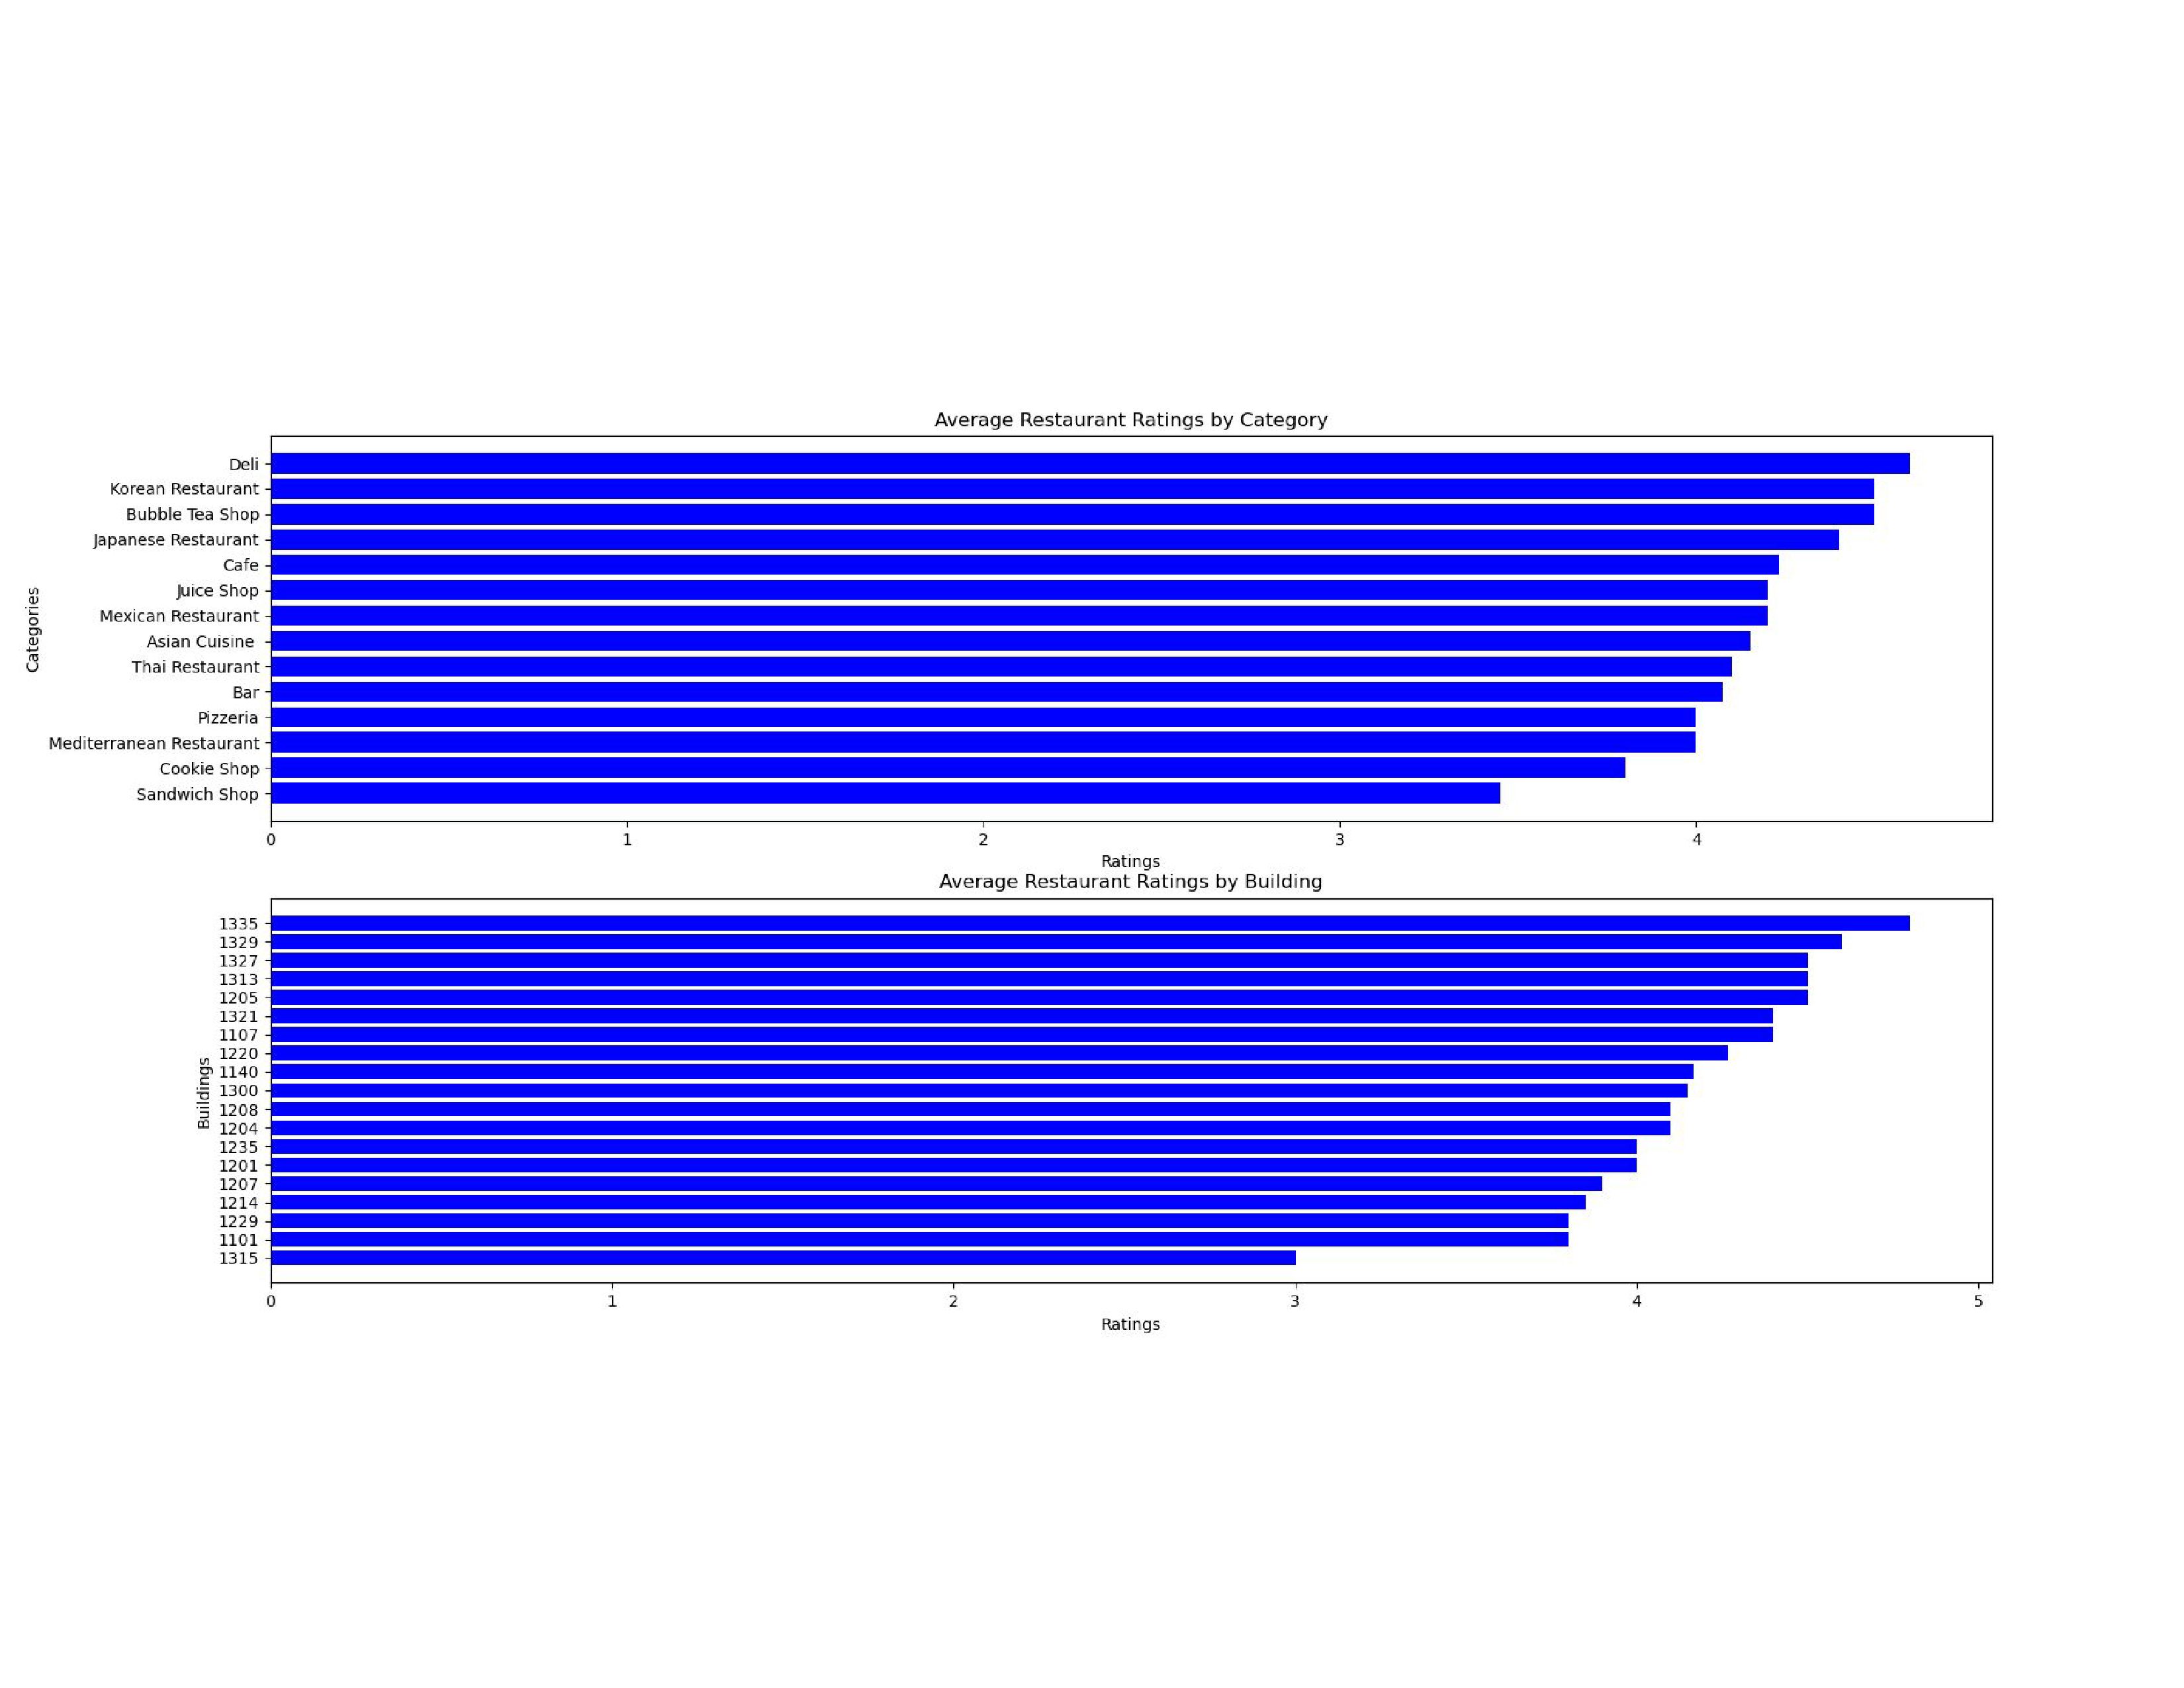 Average Restaurant Ratings by Category
Categories
Deli
Korean Restaurant
Bubble Tea Shop
Japanese Restaurant
Cafe
Juice Shop
Mexican Restaurant
Asian Cuisine
Thai Restaurant
Bar
Pizzeria
Mediterranean Restaurant
Cookie Shop
Sandwich Shop
0 1 2 3 4
Ratings
Average Restaurant Ratings by Building
Buildings
1335
1329
1327
1313
1205
1321
1107
1220
1140
1300
1208
1204
1235
1201
1207
1214
1229
1101
1315
0 1 2 3 4 5
Ratings